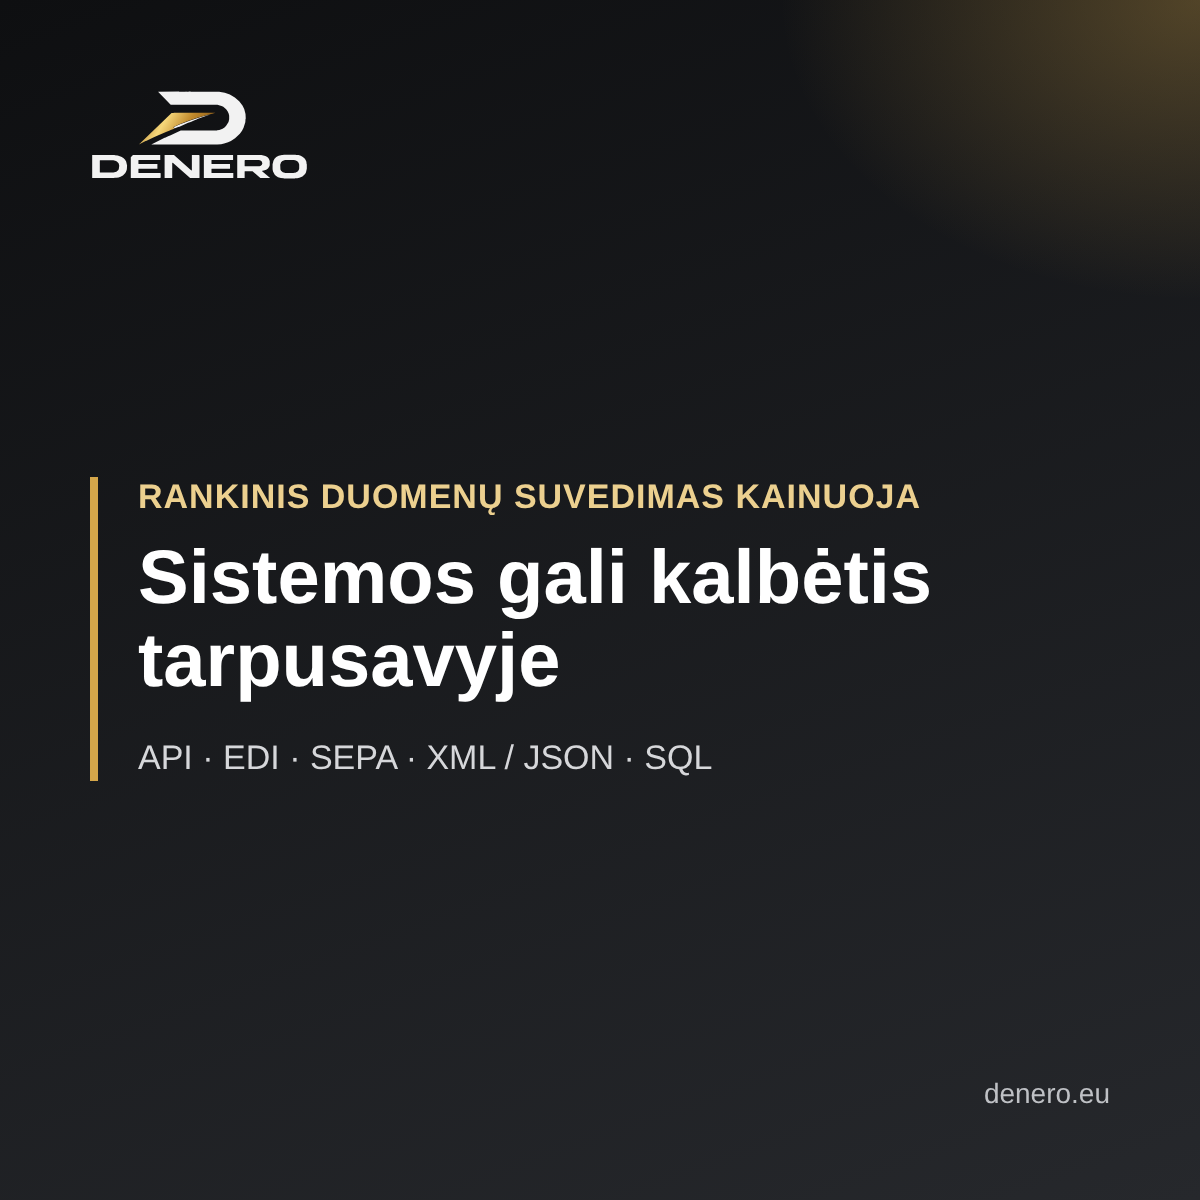 DENERO
RANKINIS DUOMENŲ SUVEDIMAS KAINUOJA
Sistemos gali kalbėtis
tarpusavyje
API · EDI · SEPA · XML / JSON · SQL
denero.eu